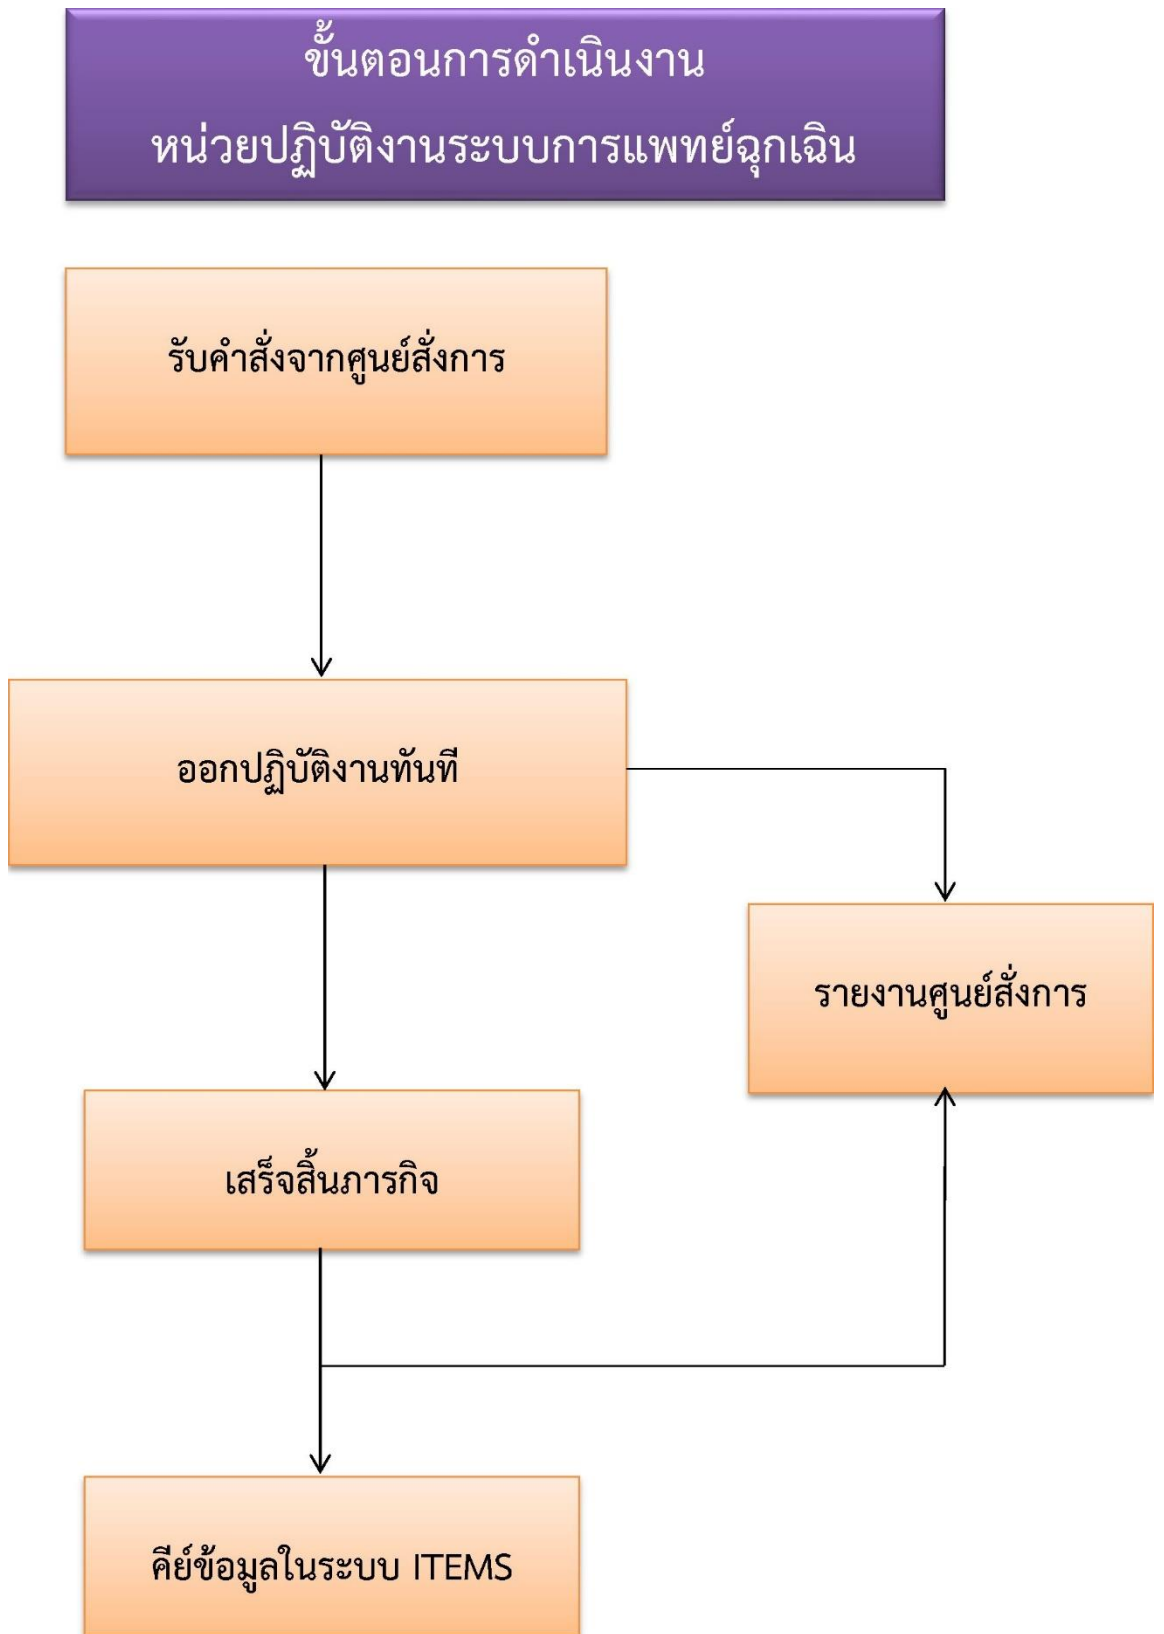 ขั้นตอนการดำเนินงาน
หน่วยปฏิบัติงานระบบการแพทย์ฉุกเฉิน
รับคำสั่งจากศูนย์สั่งการ
ออกปฏิบัติงานทันที
รายงานศูนย์สั่งการ
เสร็จสิ้นภารกิจ
คีย์ข้อมูลในระบบ ITEMS